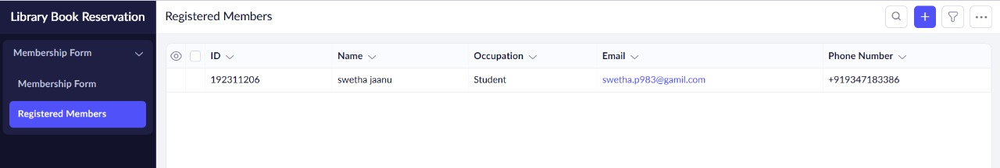 Library Book Reservation
Registered Members
Membership Form
Membership Form
Registered Members
ID Name Occupation Email Phone Number
192311206 swetha jaanu Student swetha.p983@gamil.com +919347183386